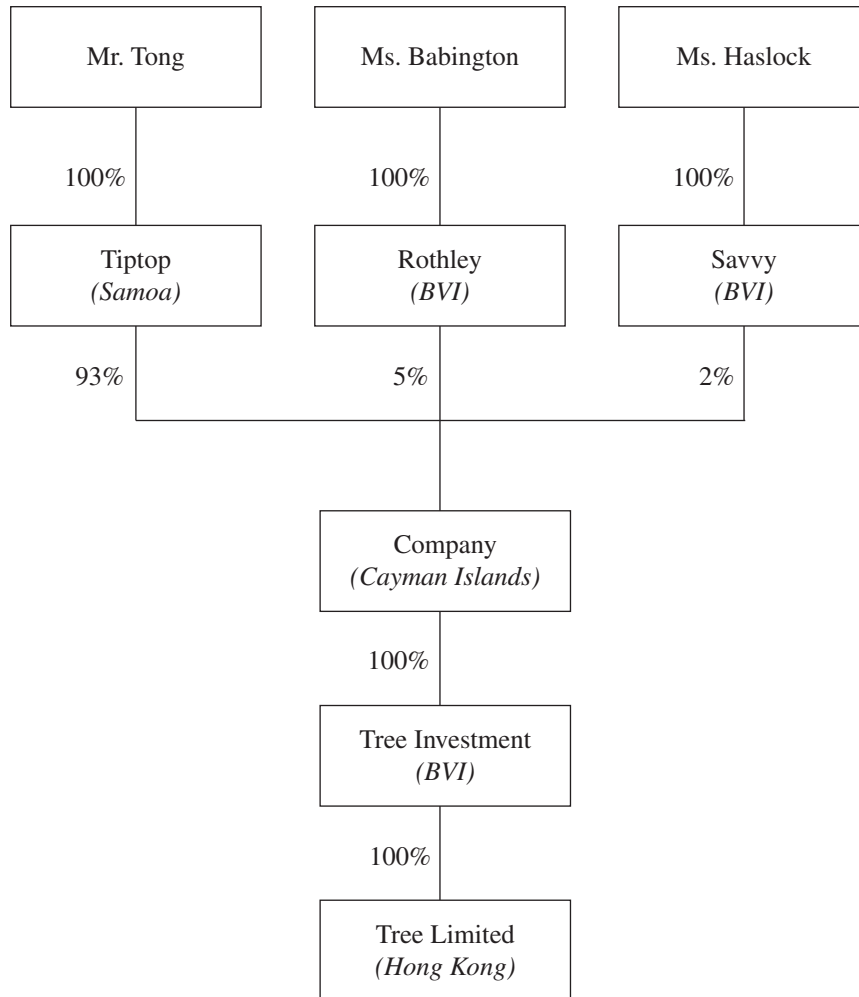 Mr. Tong
Ms. Babington
Ms. Haslock
100%
100%
100%
Tiptop
(Samoa)
Rothley
(BVI)
Savvy
(BVI)
93%
5%
2%
Company
(Cayman Islands)
100%
Tree Investment
(BVI)
100%
Tree Limited
(Hong Kong)